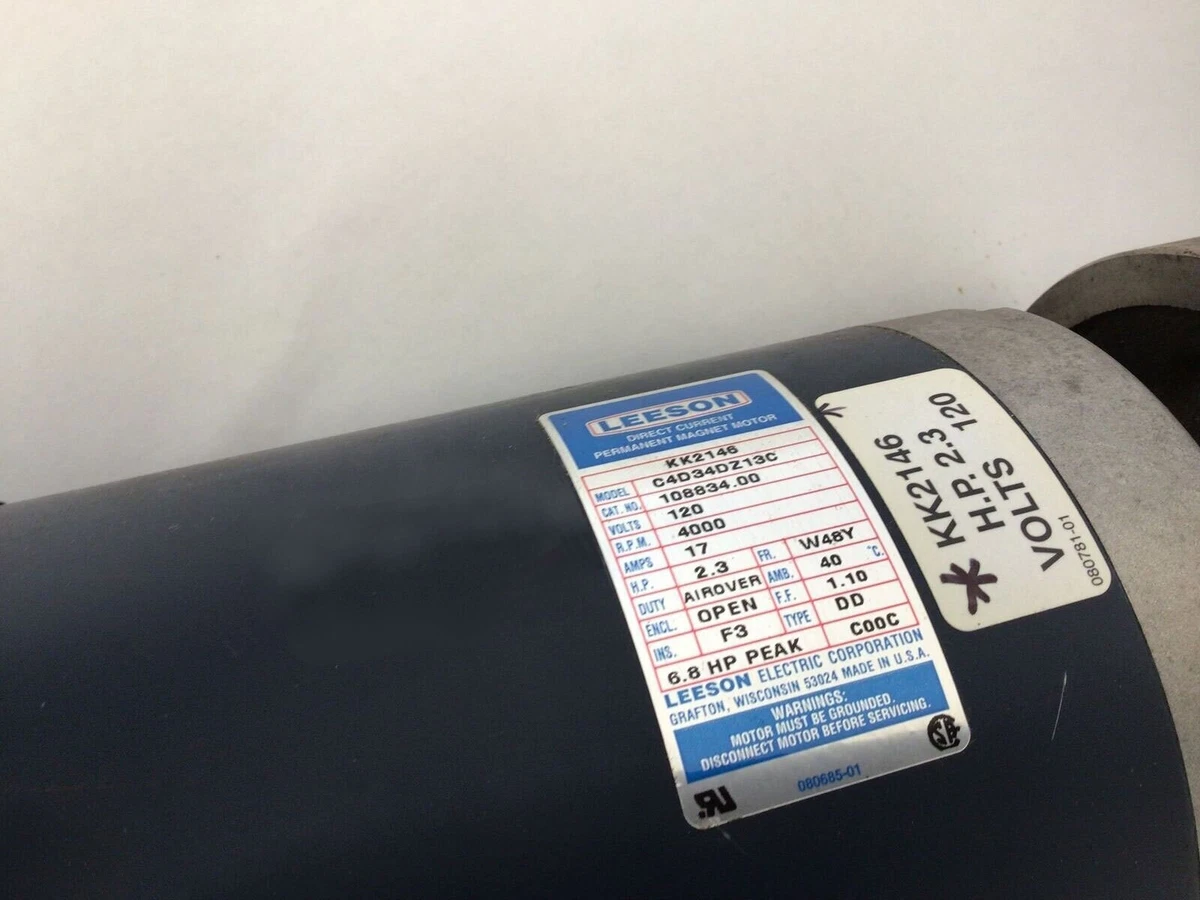 LEESON
DIRECT CURRENT
PERMANENT MAGNET MOTOR
KK2146
MODEL C4D34DZ13C
CAT. NO. 108834.00
VOLTS 120
R.P.M. 4000
AMPS 17 FR. W48Y
H.P. 2.3 AMB. 40 °C.
DUTY AIROVER F.F. 1.10
ENCL. OPEN TYPE DD
INS. F3 C00C
6.8 HP PEAK
LEESON ELECTRIC CORPORATION
GRAFTON, WISCONSIN 53024 MADE IN U.S.A.
WARNINGS:
MOTOR MUST BE GROUNDED.
DISCONNECT MOTOR BEFORE SERVICING.
080685-01
KK2146
H.P. 2.3
VOLTS 120
080781-01